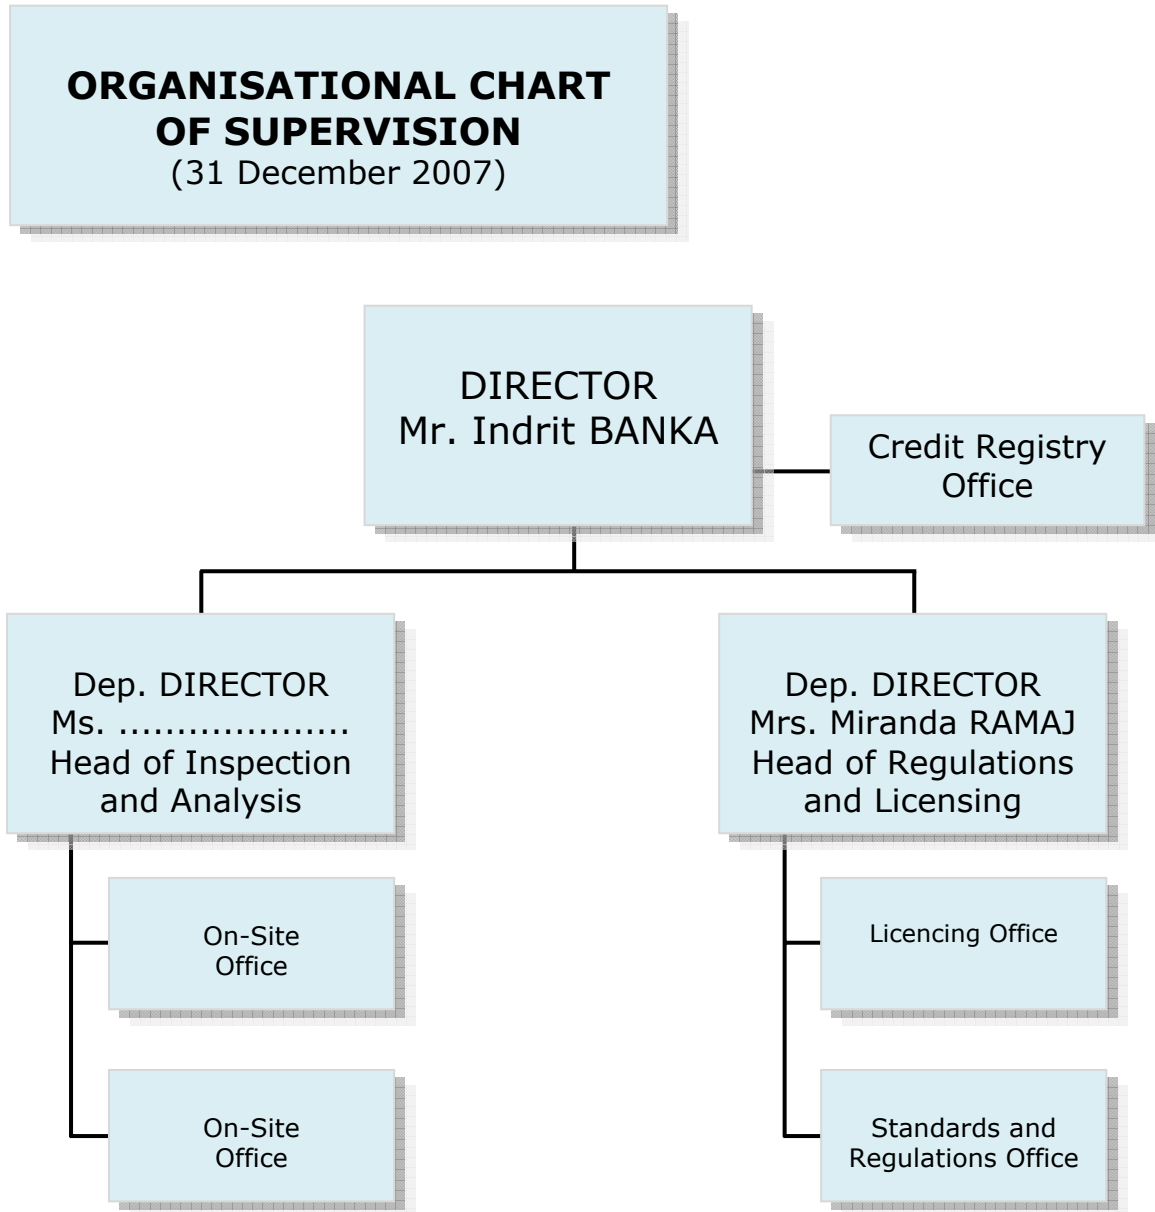 ORGANISATIONAL CHART
OF SUPERVISION
(31 December 2007)
DIRECTOR
Mr. Indrit BANKA
Credit Registry
Office
Dep. DIRECTOR
Ms. ………………...
Head of Inspection
and Analysis
Dep. DIRECTOR
Mrs. Miranda RAMAJ
Head of Regulations
and Licensing
On-Site
Office
Licencing Office
On-Site
Office
Standards and
Regulations Office